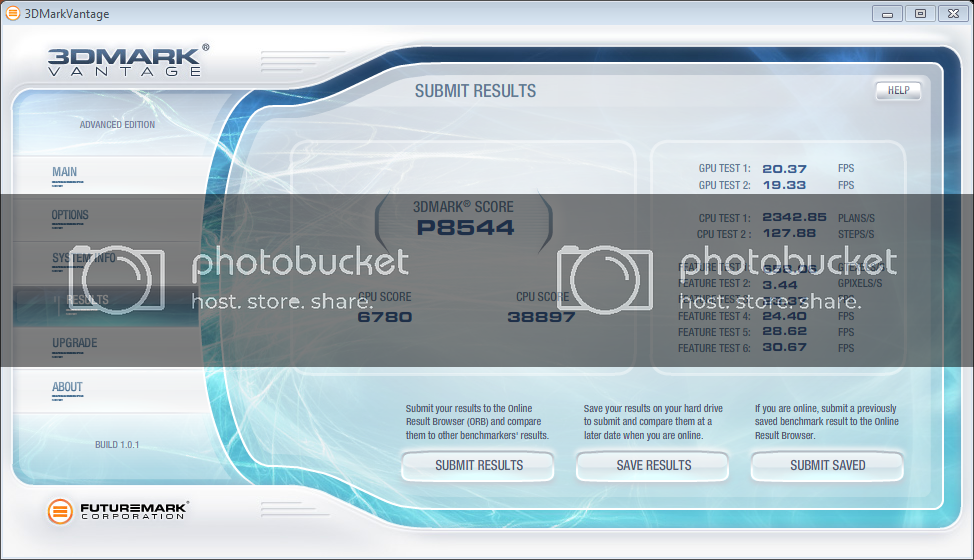 3DMarkVantage
3DMARK®
VANTAGE
SUBMIT RESULTS
HELP
ADVANCED EDITION
MAIN
OPTIONS
SYSTEM INFO
RESULTS
UPGRADE
ABOUT
BUILD 1.0.1
3DMARK® SCORE
P8544
GPU SCORE
6780
CPU SCORE
38897
GPU TEST 1: 20.37 FPS
GPU TEST 2: 19.33 FPS
CPU TEST 1: 2342.85 PLANS/S
CPU TEST 2 : 127.88 STEPS/S
FEATURE TEST
FEATURE TEST 2: 3.44 GPIXELS/S
FEATURE TEST 4: 24.40 FPS
FEATURE TEST 5: 28.62 FPS
FEATURE TEST 6: 30.67 FPS
photobucket
host. store. share.
photobucket
host. store. share.
Submit your results to the Online
Result Browser (ORB) and compare
them to other benchmarkers' results.
SUBMIT RESULTS
Save your results on your hard drive
to submit and compare them at a
later date when you are online.
SAVE RESULTS
If you are online, submit a previously
saved benchmark result to the Online
Result Browser.
SUBMIT SAVED
FUTUREMARK®
CORPORATION